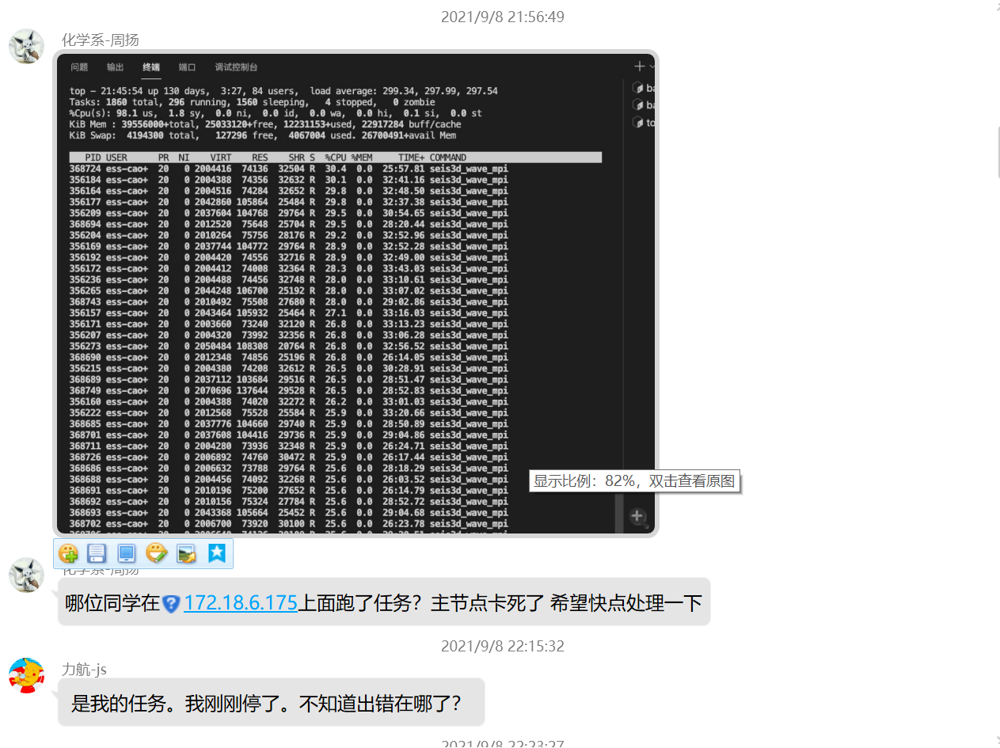 2021/9/8 21:56:49
化学系-周扬
问题 输出 终端 端口 调试控制台
ba
ba
to
top - 21:45:54 up 130 days,  3:27, 84 users,  load average: 299.34, 297.99, 297.54
Tasks: 1860 total, 296 running, 1560 sleeping,   4 stopped,   0 zombie
%Cpu(s): 98.1 us,  1.8 sy,  0.0 ni,  0.0 id,  0.0 wa,  0.0 hi,  0.1 si,  0.0 st
KiB Mem : 39556000+total, 25033120+free, 12231153+used, 22917284 buff/cache
KiB Swap:  4194300 total,   127296 free,  4067004 used. 26700491+avail Mem
PID USER PR NI VIRT RES SHR S %CPU %MEM TIME+ COMMAND
368724 ess-cao+ 20 0 2004416 74136 32504 R 30.4 0.0 25:57.81 seis3d_wave_mpi
356184 ess-cao+ 20 0 2004388 74356 32632 R 30.1 0.0 32:41.16 seis3d_wave_mpi
356164 ess-cao+ 20 0 2004516 74284 32652 R 29.8 0.0 32:48.50 seis3d_wave_mpi
356177 ess-cao+ 20 0 2042860 105864 25484 R 29.8 0.0 32:37.38 seis3d_wave_mpi
356209 ess-cao+ 20 0 2037604 104768 29764 R 29.5 0.0 30:54.65 seis3d_wave_mpi
368694 ess-cao+ 20 0 2012520 75648 25704 R 29.5 0.0 28:20.44 seis3d_wave_mpi
356204 ess-cao+ 20 0 2010264 75756 28176 R 29.2 0.0 32:52.96 seis3d_wave_mpi
356169 ess-cao+ 20 0 2037744 104772 29764 R 28.9 0.0 32:52.28 seis3d_wave_mpi
356192 ess-cao+ 20 0 2004420 74556 32716 R 28.9 0.0 32:49.00 seis3d_wave_mpi
356172 ess-cao+ 20 0 2004412 74008 32364 R 28.3 0.0 33:43.03 seis3d_wave_mpi
356236 ess-cao+ 20 0 2004488 74456 32748 R 28.0 0.0 33:10.61 seis3d_wave_mpi
356265 ess-cao+ 20 0 2044248 106700 25192 R 28.0 0.0 33:07.02 seis3d_wave_mpi
368743 ess-cao+ 20 0 2010492 75508 27680 R 28.0 0.0 29:02.86 seis3d_wave_mpi
356157 ess-cao+ 20 0 2043464 105932 25464 R 27.1 0.0 33:16.03 seis3d_wave_mpi
356171 ess-cao+ 20 0 2003660 73240 32120 R 26.8 0.0 33:13.23 seis3d_wave_mpi
356207 ess-cao+ 20 0 2004320 73992 32356 R 26.8 0.0 33:06.28 seis3d_wave_mpi
356273 ess-cao+ 20 0 2050484 108308 20764 R 26.8 0.0 32:56.52 seis3d_wave_mpi
368690 ess-cao+ 20 0 2012348 74856 25196 R 26.8 0.0 26:14.05 seis3d_wave_mpi
356215 ess-cao+ 20 0 2004380 74208 32612 R 26.5 0.0 30:28.91 seis3d_wave_mpi
368689 ess-cao+ 20 0 2037112 103684 29516 R 26.5 0.0 28:51.47 seis3d_wave_mpi
368749 ess-cao+ 20 0 2070696 137644 29528 R 26.5 0.0 28:52.83 seis3d_wave_mpi
356160 ess-cao+ 20 0 2004388 74020 32272 R 26.2 0.0 33:01.03 seis3d_wave_mpi
356222 ess-cao+ 20 0 2012568 75528 25584 R 25.9 0.0 33:20.66 seis3d_wave_mpi
368685 ess-cao+ 20 0 2037776 104660 29740 R 25.9 0.0 28:50.89 seis3d_wave_mpi
368701 ess-cao+ 20 0 2037608 104416 29736 R 25.9 0.0 29:04.86 seis3d_wave_mpi
368711 ess-cao+ 20 0 2004280 73936 32348 R 25.9 0.0 26:24.71 seis3d_wave_mpi
368726 ess-cao+ 20 0 2006892 74760 30472 R 25.9 0.0 26:17.44 seis3d_wave_mpi
368686 ess-cao+ 20 0 2006632 73788 29764 R 25.6 0.0 28:18.29 seis3d_wave_mpi
368688 ess-cao+ 20 0 2004456 74092 32268 R 25.6 0.0 26:03.52 seis3d_wave_mpi
368691 ess-cao+ 20 0 2010196 75200 27652 R 25.6 0.0 26:14.79 seis3d_wave_mpi
368692 ess-cao+ 20 0 2010156 75324 27784 R 25.6 0.0 28:52.72 seis3d_wave_mpi
368693 ess-cao+ 20 0 2043368 105664 25452 R 25.6 0.0 29:04.68 seis3d_wave_mpi
368702 ess-cao+ 20 0 2006700 73920 30100 R 25.6 0.0 26:23.78 seis3d_wave_mpi
显示比例：82%，双击查看原图
化学系-周扬
哪位同学在172.18.6.175上面跑了任务？主节点卡死了 希望快点处理一下
2021/9/8 22:15:32
力航-js
是我的任务。我刚刚停了。不知道出错在哪了？
2021/9/8 22:23:27